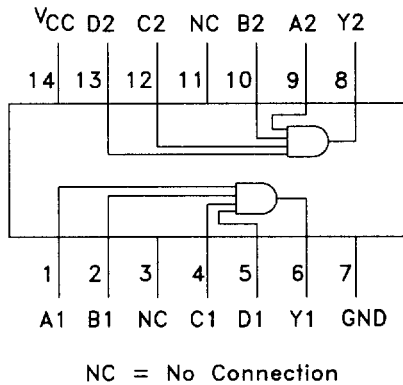 VCC D2 C2 NC B2 A2 Y2
14 13 12 11 10 9 8
1 2 3 4 5 6 7
A1 B1 NC C1 D1 Y1 GND
NC = No Connection